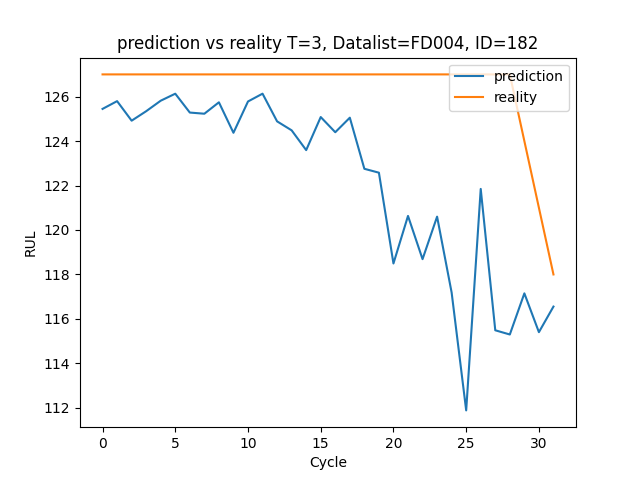 prediction vs reality T=3, Datalist=FD004, ID=182
prediction
reality
126
124
122
120
118
116
114
112
RUL
0 5 10 15 20 25 30
Cycle